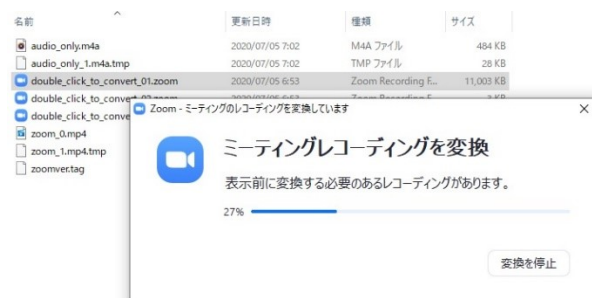 名前 更新日時 種類 サイズ
audio_only.m4a 2020/07/05 7:02 M4A ファイル 484 KB
audio_only_1.m4a.tmp 2020/07/05 7:02 TMP ファイル 28 KB
double_click_to_convert_01.zoom 2020/07/05 6:53 Zoom Recording F... 11,003 KB
double_click_to_convert
double_click_to_conve
zoom_0.mp4
zoom_1.mp4.tmp
zoomver.tag
Zoom - ミーティングのレコーディングを変換しています
ミーティングレコーディングを変換
表示前に変換する必要のあるレコーディングがあります。
27%
変換を停止